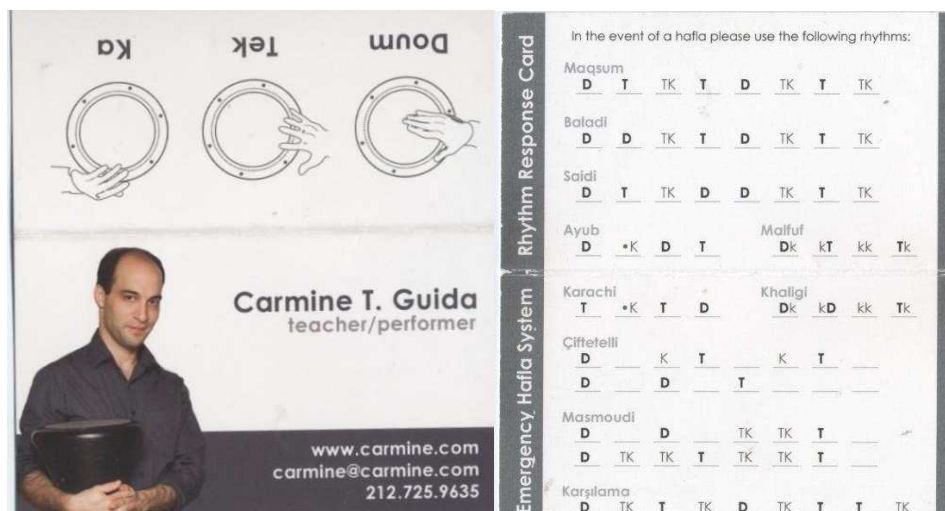 Doum
Tek
Ka
Carmine T. Guida
teacher/performer
www.carmine.com
carmine@carmine.com
212.725.9635
Rhythm Response Card
Emergency Hafla System
In the event of a hafla please use the following rhythms:
Maqsum
D T TK T D TK T TK
Baladi
D D TK T D TK T TK
Saidi
D T TK D D TK T TK
Ayub
D •K D T
Malfuf
Dk kT kk Tk
Karachi
T •K T D
Khaligi
Dk kD kk Tk
Çiftetelli
D K T K T
D D T
Masmoudi
D D TK TK T
D TK TK T TK TK T
Karşılama
D TK T TK D TK T T TK